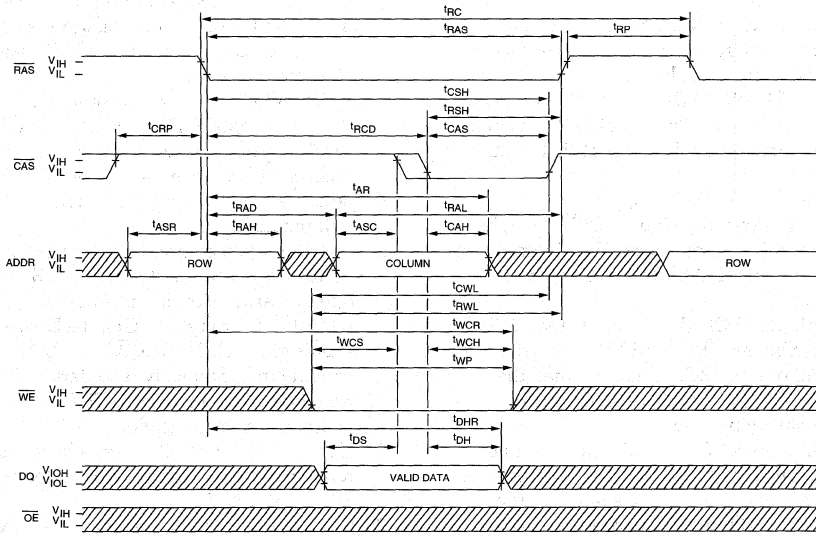 tRC
tRAS
tRP
RAS VIH
VIL
tCSH
tRSH
tCRP
tRCD
tCAS
CAS VIH
VIL
tAR
tRAD
tRAL
tASR
tRAH
tASC
tCAH
ADDR VIH
VIL
ROW
COLUMN
ROW
tCWL
tRWL
tWCR
tWCS
tWCH
tWP
WE VIH
VIL
tDHR
tDS
tDH
DQ VIOH
VIOL
VALID DATA
OE VIH
VIL